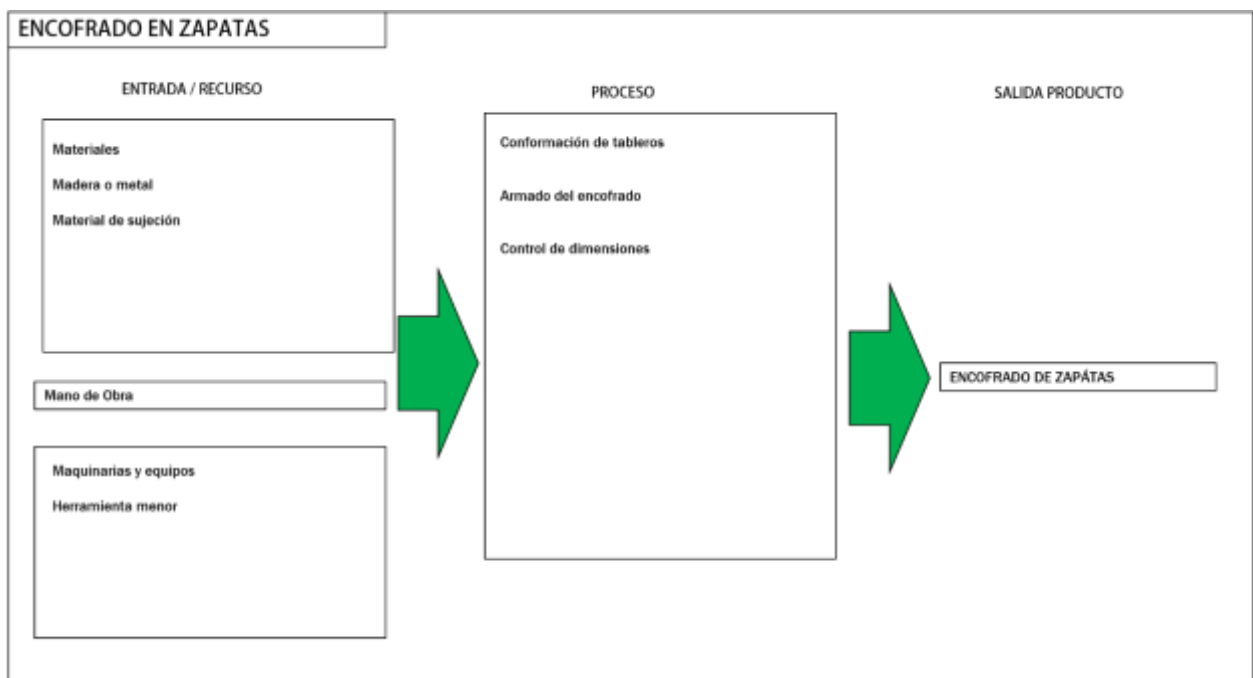 ENCOFRADO EN ZAPATAS
ENTRADA / RECURSO
Materiales
Madera o metal
Material de sujeción
Mano de Obra
Maquinarias y equipos
Herramienta menor
PROCESO
Conformación de tableros
Armado del encofrado
Control de dimensiones
SALIDA PRODUCTO
ENCOFRADO DE ZAPÁTAS